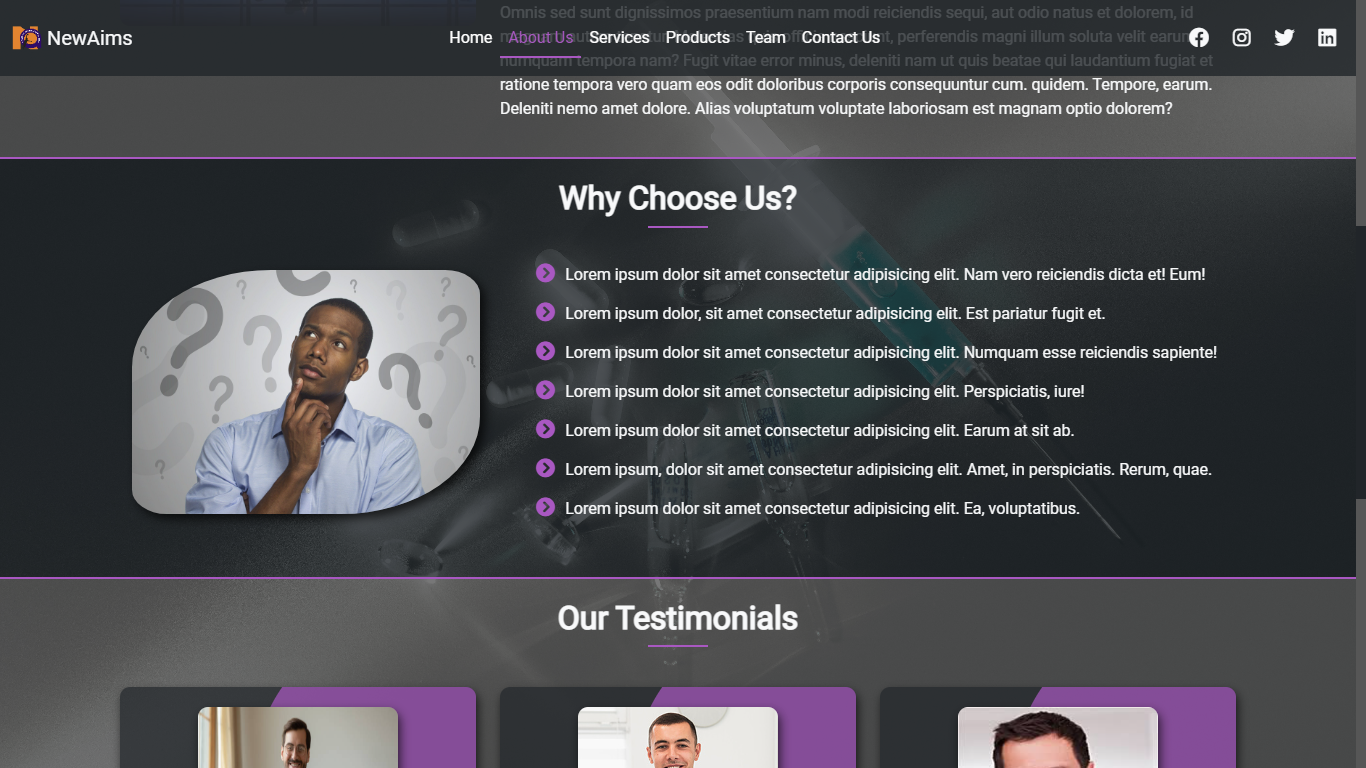 Omnis sed sunt dignissimos praesentium nam modi reiciendis sequi, aut odio natus et dolorem, id
NewAims
Home About Us Services Products Team Contact Us
perferendis magni illum soluta velit earum
numquam tempora nam? Fugit vitae error minus, deleniti nam ut quis beatae qui laudantium fugiat et
ratione tempora vero quam eos odit doloribus corporis consequuntur cum. quidem. Tempore, earum.
Deleniti nemo amet dolore. Alias voluptatum voluptate laboriosam est magnam optio dolorem?
Why Choose Us?
Lorem ipsum dolor sit amet consectetur adipisicing elit. Nam vero reiciendis dicta et! Eum!
Lorem ipsum dolor, sit amet consectetur adipisicing elit. Est pariatur fugit et.
Lorem ipsum dolor sit amet consectetur adipisicing elit. Numquam esse reiciendis sapiente!
Lorem ipsum dolor sit amet consectetur adipisicing elit. Perspiciatis, iure!
Lorem ipsum dolor sit amet consectetur adipisicing elit. Earum at sit ab.
Lorem ipsum, dolor sit amet consectetur adipisicing elit. Amet, in perspiciatis. Rerum, quae.
Lorem ipsum dolor sit amet consectetur adipisicing elit. Ea, voluptatibus.
Our Testimonials